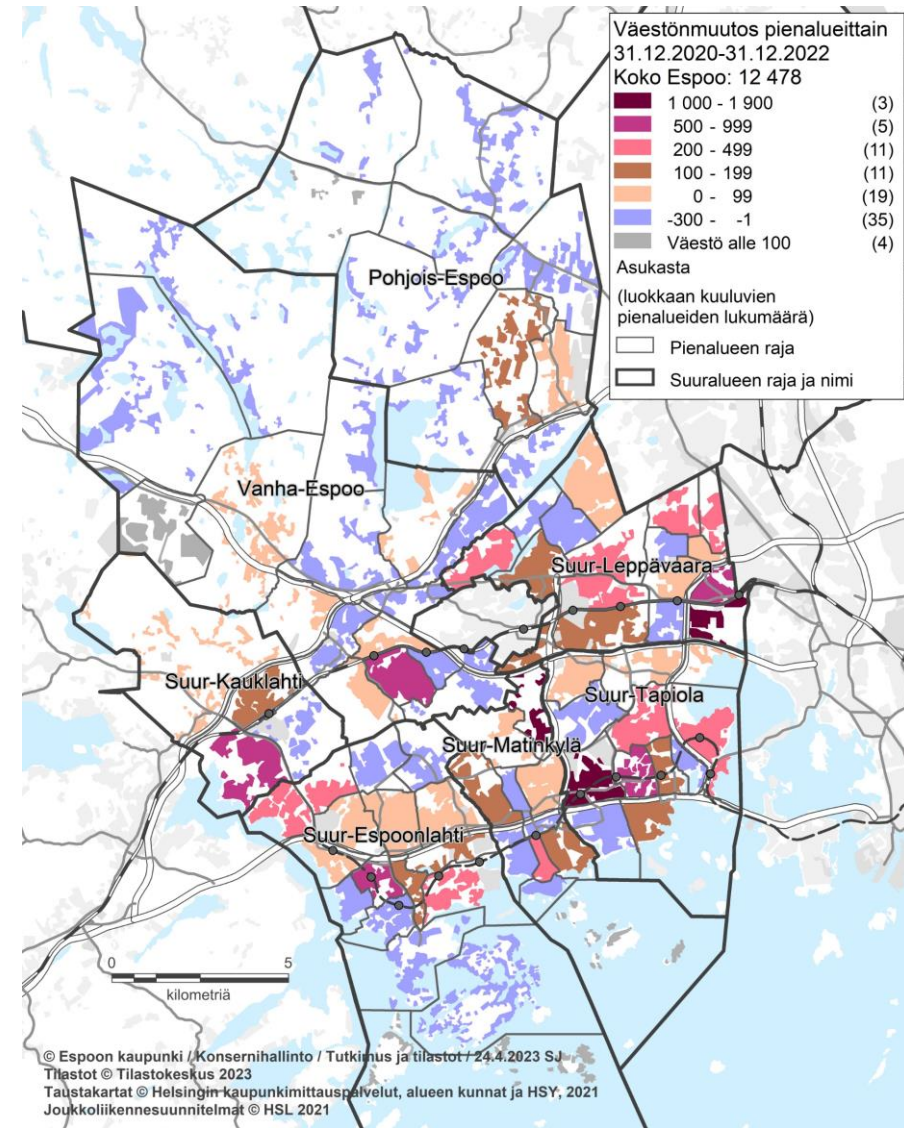 Väestönmuutos pienalueittain
31.12.2020-31.12.2022
Koko Espoo: 12 478
1 000 - 1 900 (3)
500 - 999 (5)
200 - 499 (11)
100 - 199 (11)
0 - 99 (19)
-300 - -1 (35)
Väestö alle 100 (4)
Asukasta
(luokkaan kuuluvien
pienalueiden lukumäärä)
Pienalueen raja
Suuralueen raja ja nimi
Pohjois-Espoo
Vanha-Espoo
Suur-Leppävaara
Suur-Kauklahti
Suur-Tapiola
Suur-Matinkylä
Suur-Espoonlahti
0 5
kilometriä
© Espoon kaupunki / Konsernihallinto / Tutkimus ja tilastot / 24.4.2023 SJ
Tilastot © Tilastokeskus 2023
Taustakartat © Helsingin kaupunkimittauspalvelut, alueen kunnat ja HSY, 2021
Joukkoliikennesuunnitelmat © HSL 2021